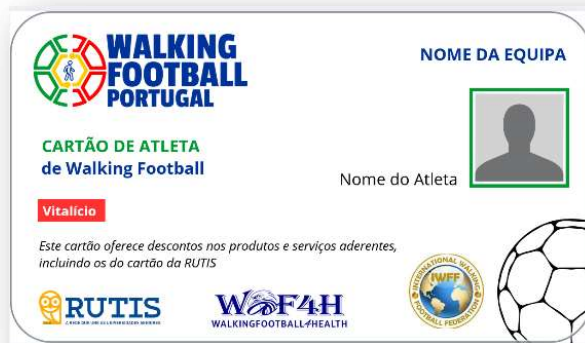 WALKING
FOOTBALL
PORTUGAL
NOME DA EQUIPA
CARTÃO DE ATLETA
de Walking Football
Nome do Atleta
Vitalício
Este cartão oferece descontos nos produtos e serviços aderentes,
incluindo os do cartão da RUTIS
RUTIS
WOF4H
WALKINGFOOTBALL4HEALTH
INTERNATIONAL WALKING
FOOTBALL FEDERATION
IWFF